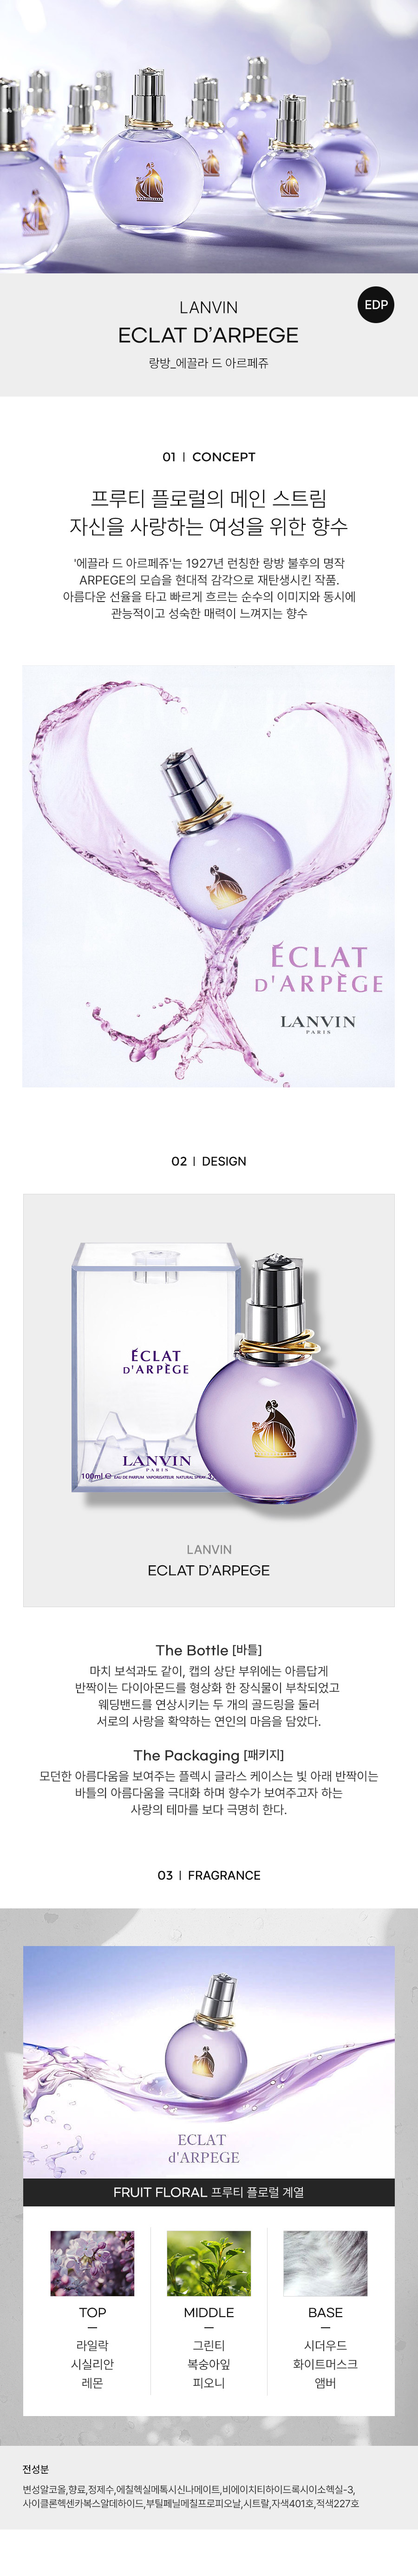 LANVIN
ECLAT D'ARPEGE
EDP
랑방_에끌라 드 아르페쥬
01 | CONCEPT
프루티 플로럴의 메인 스트림
자신을 사랑하는 여성을 위한 향수
'에끌라 드 아르페쥬'는 1927년 런칭한 랑방 불후의 명작
ARPEGE의 모습을 현대적 감각으로 재탄생시킨 작품.
아름다운 선율을 타고 빠르게 흐르는 순수의 이미지와 동시에
관능적이고 성숙한 매력이 느껴지는 향수
ÉCLAT
D'ARPÈGE
LANVIN
PARIS
02 | DESIGN
ÉCLAT
D'ARPÈGE
LANVIN
PARIS
100ml ℮ EAU DE PARFUM VAPORISATEUR NATURAL SPRAY
LANVIN
ECLAT D'ARPEGE
The Bottle [바틀]
마치 보석과도 같이, 캡의 상단 부위에는 아름답게
반짝이는 다이아몬드를 형상화 한 장식물이 부착되었고
웨딩밴드를 연상시키는 두 개의 골드링을 둘러
서로의 사랑을 확약하는 연인의 마음을 담았다.
The Packaging [패키지]
모던한 아름다움을 보여주는 플렉시 글라스 케이스는 빛 아래 반짝이는
바틀의 아름다움을 극대화 하며 향수가 보여주고자 하는
사랑의 테마를 보다 극명히 한다.
03 | FRAGRANCE
ECLAT
d'ARPEGE
FRUIT FLORAL 프루티 플로럴 계열
TOP
라일락
시실리안
레몬
MIDDLE
그린티
복숭아잎
피오니
BASE
시더우드
화이트머스크
앰버
전성분
변성알코올,향료,정제수,에칠헥실메톡시신나메이트,비에이치티하이드록시이소헥실-3,
사이클론헥센카복스알데하이드,부틸페닐메칠프로피오날,시트랄,자색401호,적색227호